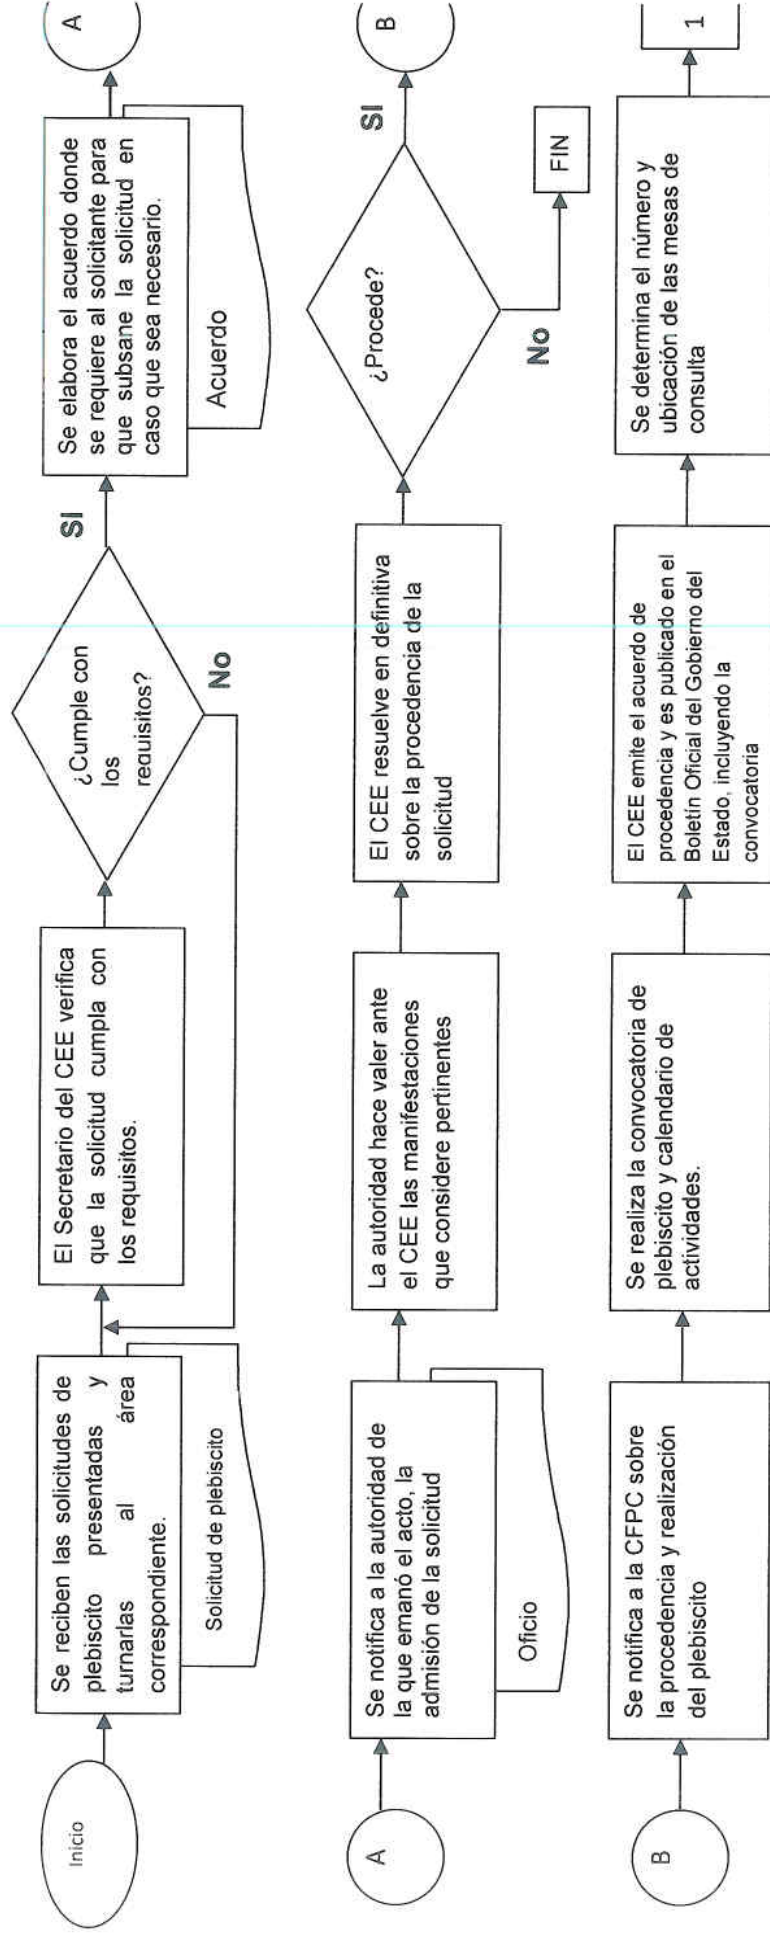 Inicio
Se reciben las solicitudes de
plebiscito presentadas y
turnarlas al área
correspondiente.
Solicitud de plebiscito
El Secretario del CEE verifica
que la solicitud cumpla con
los requisitos.
¿Cumple con
los
requisitos?
SI
No
Se elabora el acuerdo donde
se requiere al solicitante para
que subsane la solicitud en
caso que sea necesario.
Acuerdo
A
A
Se notifica a la autoridad de
la que emanó el acto, la
admisión de la solicitud
Oficio
La autoridad hace valer ante
el CEE las manifestaciones
que considere pertinentes
El CEE resuelve en definitiva
sobre la procedencia de la
solicitud
¿Procede?
SI
No
FIN
B
B
Se notifica a la CFPC sobre
la procedencia y realización
del plebiscito
Se realiza la convocatoria de
plebiscito y calendario de
actividades.
El CEE emite el acuerdo de
procedencia y es publicado en el
Boletín Oficial del Gobierno del
Estado, incluyendo la
convocatoria
Se determina el número y
ubicación de las mesas de
consulta
1